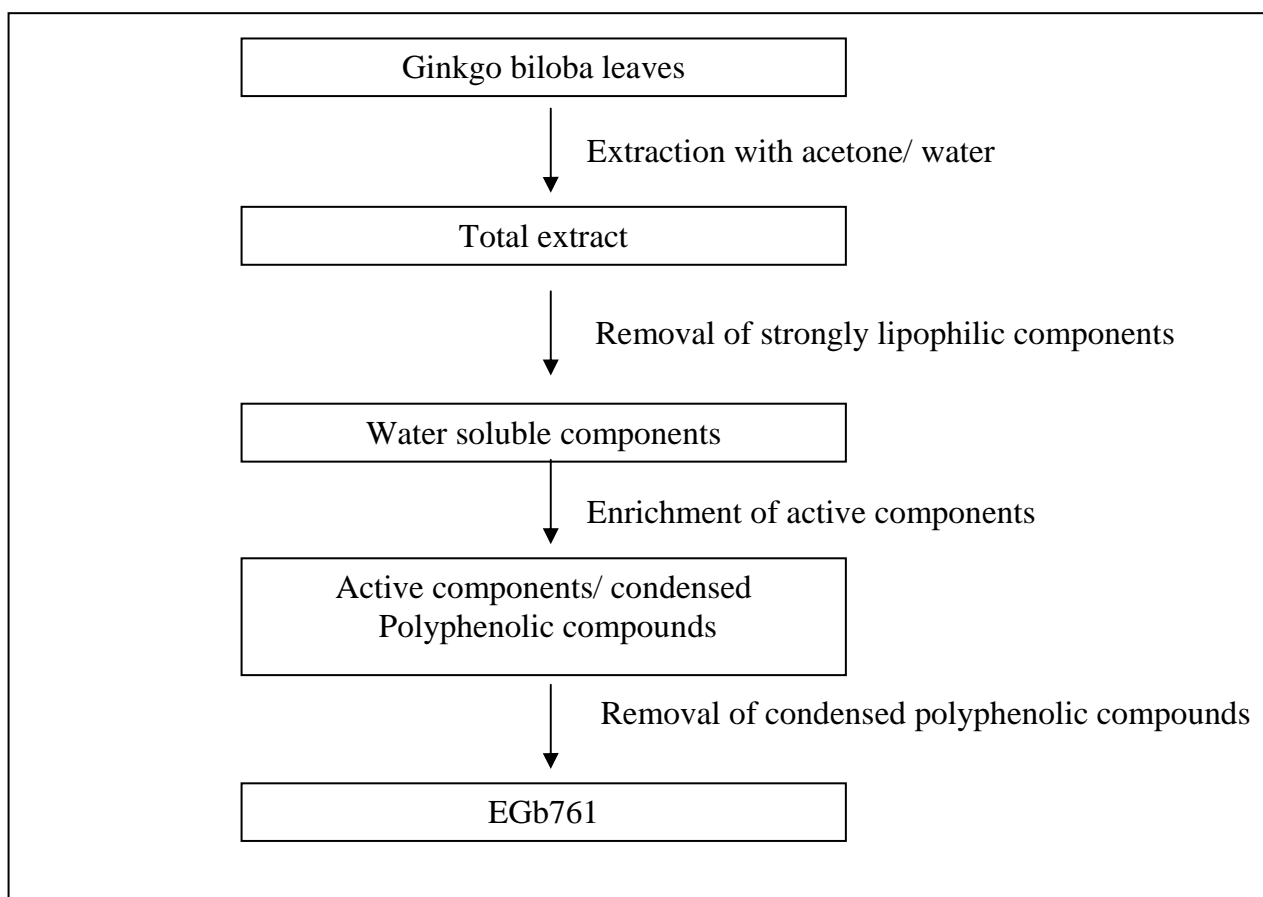 Ginkgo biloba leaves
Extraction with acetone/ water
Total extract
Removal of strongly lipophilic components
Water soluble components
Enrichment of active components
Active components/ condensed
Polyphenolic compounds
Removal of condensed polyphenolic compounds
EGb761